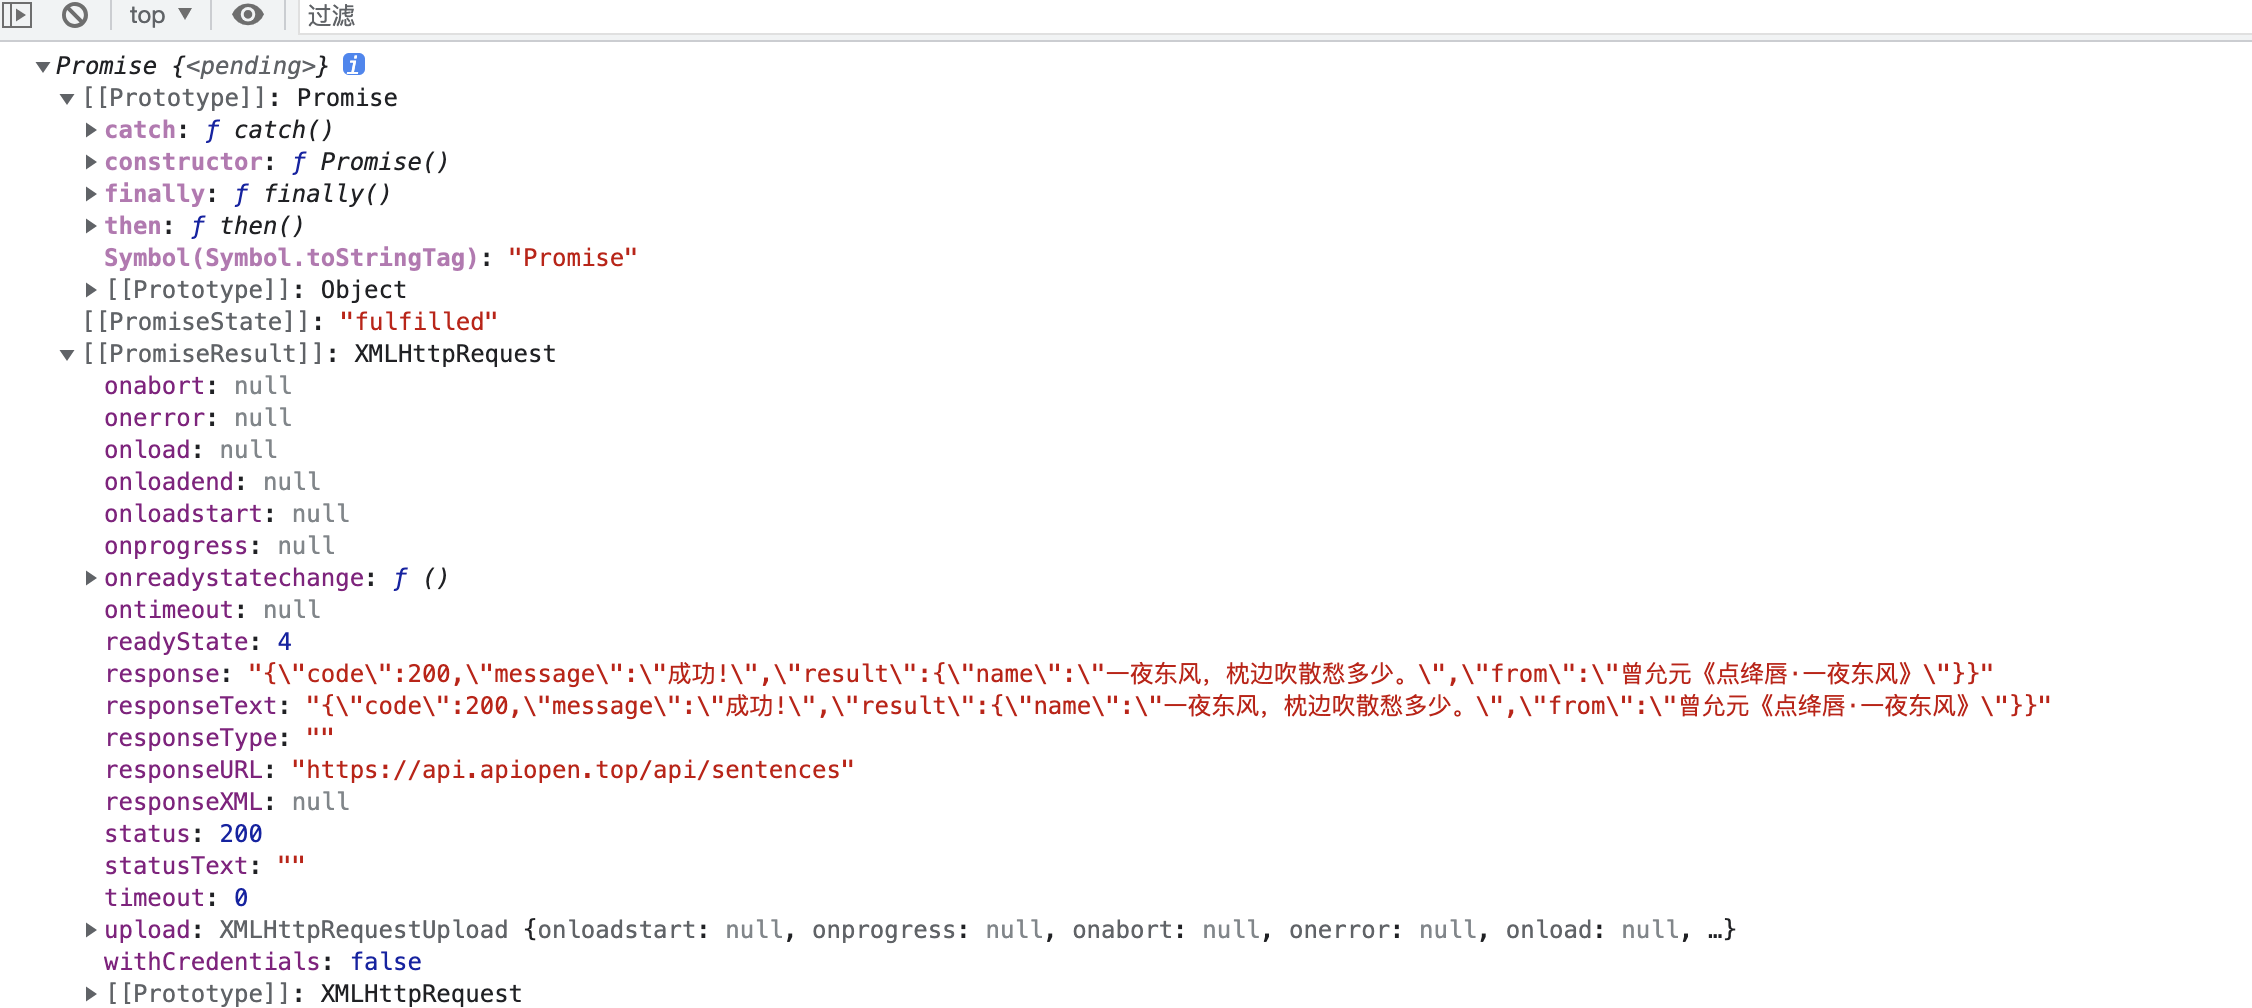 top 过滤
Promise {<pending>} i
[[Prototype]]: Promise
catch: ƒ catch()
constructor: ƒ Promise()
finally: ƒ finally()
then: ƒ then()
Symbol(Symbol.toStringTag): "Promise"
[[Prototype]]: Object
[[PromiseState]]: "fulfilled"
[[PromiseResult]]: XMLHttpRequest
onabort: null
onerror: null
onload: null
onloadend: null
onloadstart: null
onprogress: null
onreadystatechange: ƒ ()
ontimeout: null
readyState: 4
response: "{\"code\":200,\"message\":\"成功!\",\"result\":{\"name\":\"一夜东风，枕边吹散愁多少。\",\"from\":\"曾允元《点绛唇·一夜东风》\"}}"
responseText: "{\"code\":200,\"message\":\"成功!\",\"result\":{\"name\":\"一夜东风，枕边吹散愁多少。\",\"from\":\"曾允元《点绛唇·一夜东风》\"}}"
responseType: ""
responseURL: "https://api.apiopen.top/api/sentences"
responseXML: null
status: 200
statusText: ""
timeout: 0
upload: XMLHttpRequestUpload {onloadstart: null, onprogress: null, onabort: null, onerror: null, onload: null, …}
withCredentials: false
[[Prototype]]: XMLHttpRequest